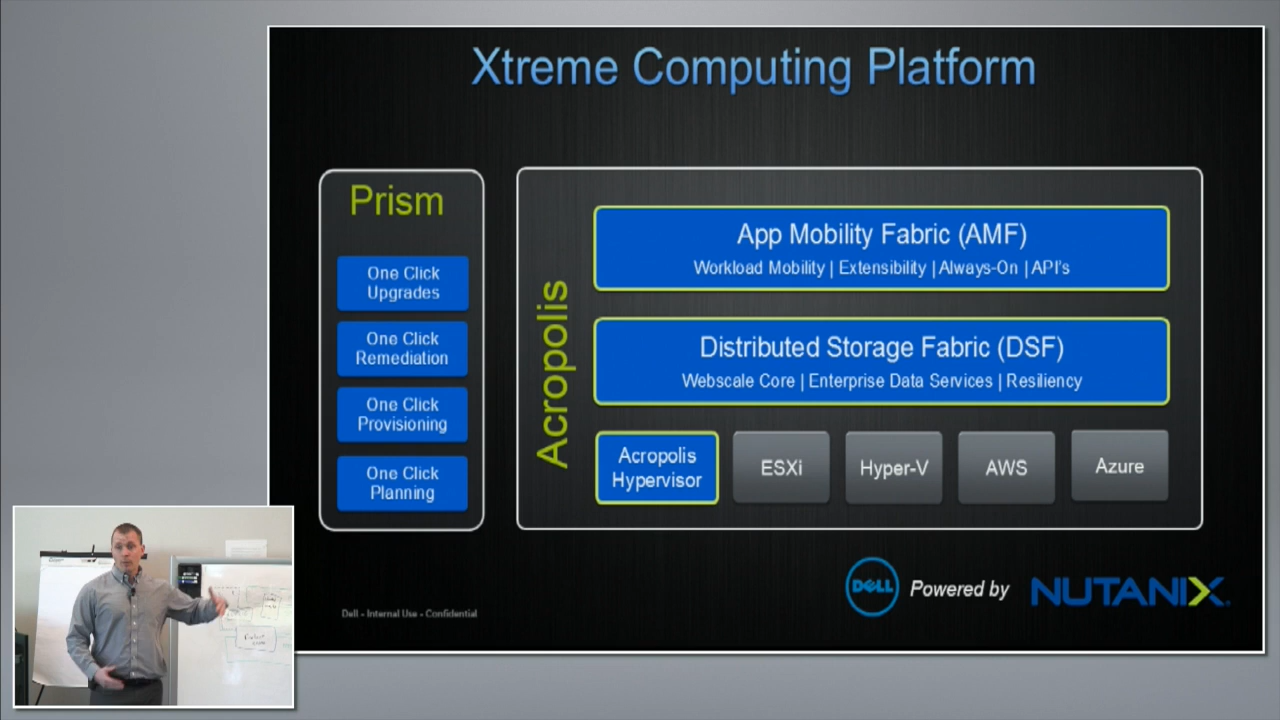 Xtreme Computing Platform
Prism
One Click
Upgrades
One Click
Remediation
One Click
Provisioning
One Click
Planning
Acropolis
App Mobility Fabric (AMF)
Workload Mobility | Extensibility | Always-On | API's
Distributed Storage Fabric (DSF)
Webscale Core | Enterprise Data Services | Resiliency
Acropolis
Hypervisor
ESXi
Hyper-V
AWS
Azure
Dell - Internal Use - Confidential
DELL
Powered by
NUTANIX